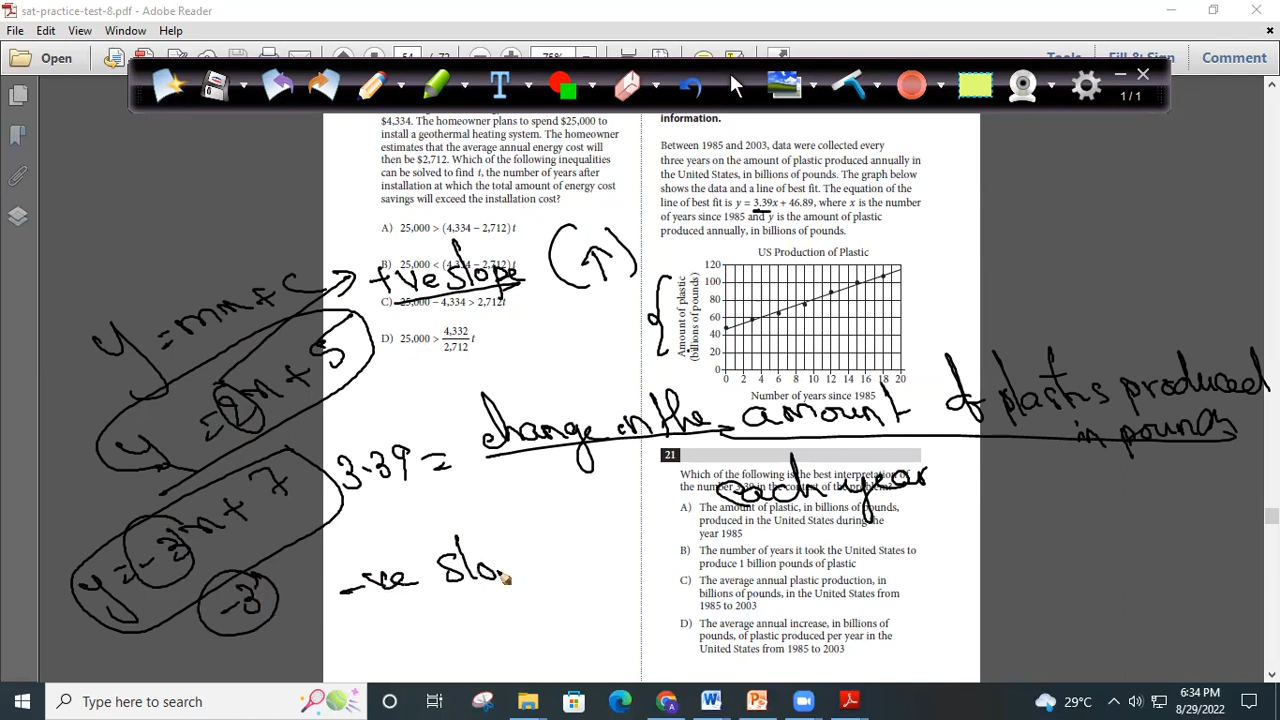 sat-practice-test-8.pdf - Adobe Reader
File Edit View Window Help
Open
54 / 72
76%
Tools Fill & Sign Comment
1 / 1
$4,334. The homeowner plans to spend $25,000 to
install a geothermal heating system. The homeowner
estimates that the average annual energy cost will
then be $2,712. Which of the following inequalities
can be solved to find t, the number of years after
installation at which the total amount of energy cost
savings will exceed the installation cost?
A) 25,000 > (4,334 − 2,712) t
B) 25,000 < (4,334 − 2,712) t
C) 25,000 − 4,334 > 2,712t
D) 25,000 > 4,332
2,712 t
information.
Between 1985 and 2003, data were collected every
three years on the amount of plastic produced annually in
the United States, in billions of pounds. The graph below
shows the data and a line of best fit. The equation of the
line of best fit is y = 3.39x + 46.89, where x is the number
of years since 1985 and y is the amount of plastic
produced annually, in billions of pounds.
US Production of Plastic
Amount of plastic
(billions of pounds)
120
100
80
60
40
20
0
0 2 4 6 8 10 12 14 16 18 20
Number of years since 1985
21
Which of the following is the best interpretation of
the number 3.39 in the context of the problem?
A) The amount of plastic, in billions of pounds,
produced in the United States during the
year 1985
B) The number of years it took the United States to
produce 1 billion pounds of plastic
C) The average annual plastic production, in
billions of pounds, in the United States from
1985 to 2003
D) The average annual increase, in billions of
pounds, of plastic produced per year in the
United States from 1985 to 2003
y = mx + c
+ve slope (↑)
y = 2x + 5
y = -3x + 7
-3
3.39 = change in the amount of plastics produced
in pounds
each year
-ve slo
Type here to search
29°C
6:34 PM
8/29/2022